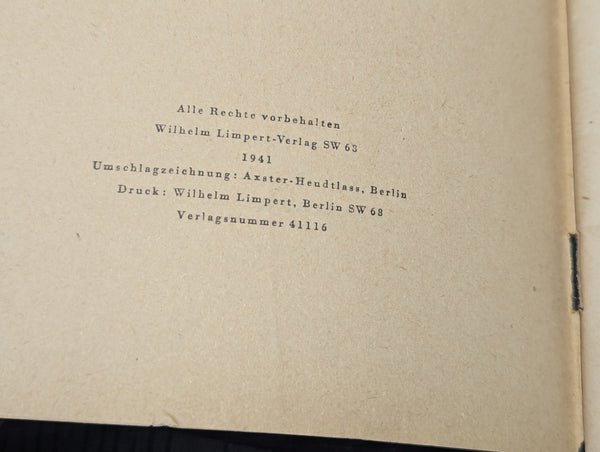 Alle Rechte vorbehalten
Wilhelm Limpert-Verlag SW 68
1941
Umschlagzeichnung: Axster-Heudtlass, Berlin
Druck: Wilhelm Limpert, Berlin SW 68
Verlagsnummer 41116